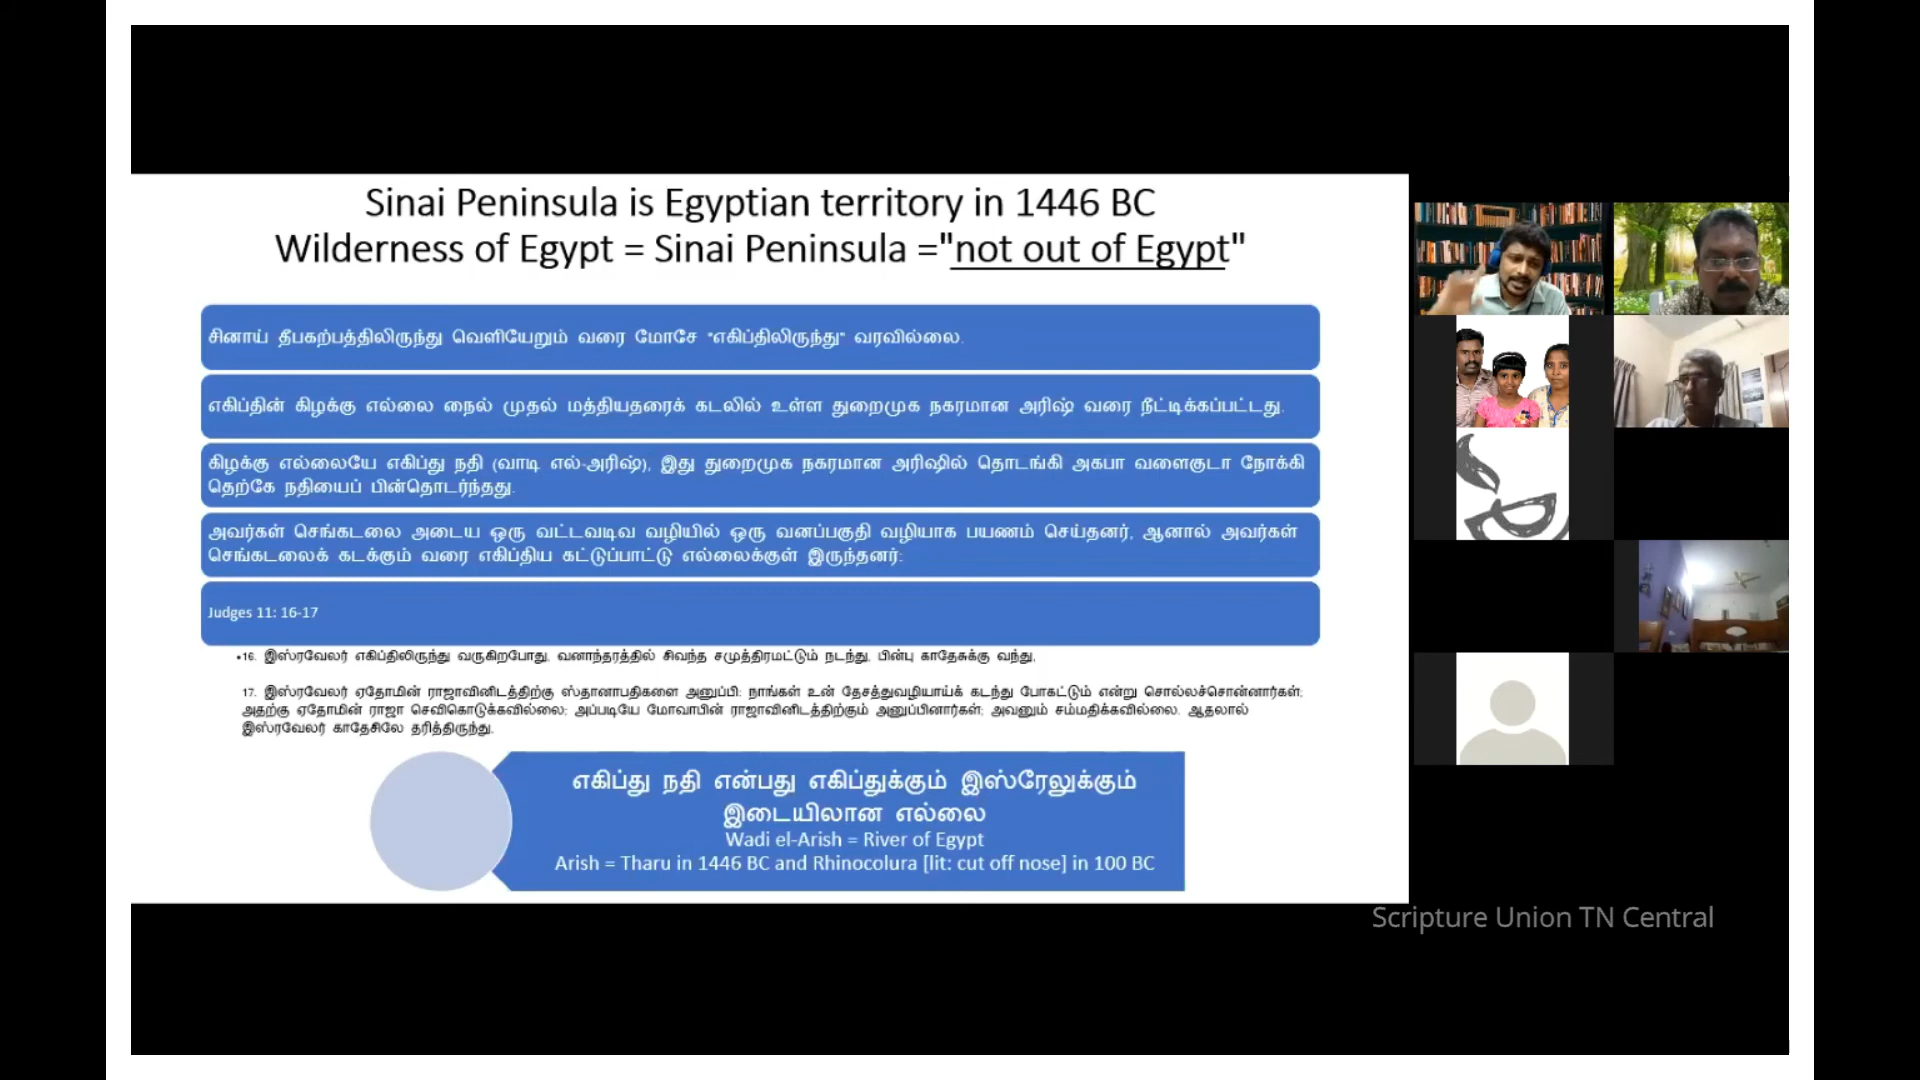 Sinai Peninsula is Egyptian territory in 1446 BC
Wilderness of Egypt = Sinai Peninsula ="not out of Egypt"
சினாய் தீபகற்பத்திலிருந்து வெளியேறும் வரை மோசே "எகிப்திலிருந்து" வரவில்லை.
எகிப்தின் கிழக்கு எல்லை நைல் முதல் மத்தியதரைக் கடலில் உள்ள துறைமுக நகரமான அரிஷ் வரை நீட்டிக்கப்பட்டது.
கிழக்கு எல்லையே எகிப்து நதி (வாடி எல்-அரிஷ்), இது துறைமுக நகரமான அரிஷில் தொடங்கி அகபா வளைகுடா நோக்கி
தெற்கே நதியைப் பின்தொடர்ந்தது.
அவர்கள் செங்கடலை அடைய ஒரு வட்டவடிவ வழியில் ஒரு வனப்பகுதி வழியாக பயணம் செய்தனர், ஆனால் அவர்கள்
செங்கடலைக் கடக்கும் வரை எகிப்திய கட்டுப்பாட்டு எல்லைக்குள் இருந்தனர்:
Judges 11: 16-17
•16. இஸ்ரவேலர் எகிப்திலிருந்து வருகிறபோது, வனாந்தரத்தில் சிவந்த சமுத்திரமட்டும் நடந்து, பின்பு காதேசுக்கு வந்து,
17. இஸ்ரவேலர் ஏதோமின் ராஜாவினிடத்திற்கு ஸ்தானாபதிகளை அனுப்பி: நாங்கள் உன் தேசத்துவழியாய்க் கடந்து போகட்டும் என்று சொல்லச்சொன்னார்கள்;
அதற்கு ஏதோமின் ராஜா செவிகொடுக்கவில்லை; அப்படியே மோவாபின் ராஜாவினிடத்திற்கும் அனுப்பினார்கள்; அவனும் சம்மதிக்கவில்லை. ஆதலால்
இஸ்ரவேலர் காதேசிலே தரித்திருந்து.
எகிப்து நதி என்பது எகிப்துக்கும் இஸ்ரேலுக்கும்
இடையிலான எல்லை
Wadi el-Arish = River of Egypt
Arish = Tharu in 1446 BC and Rhinocolura [lit: cut off nose] in 100 BC
Scripture Union TN Central